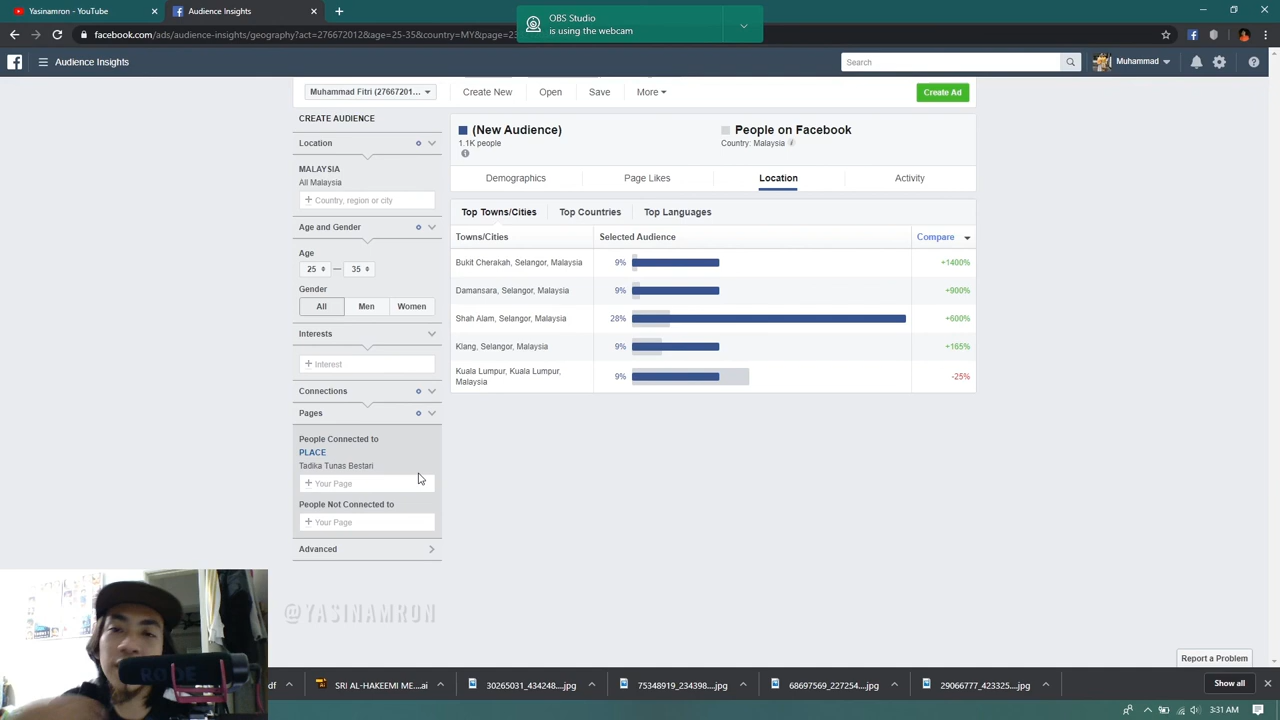 Yasinamron - YouTube
Audience Insights
OBS Studio
is using the webcam
facebook.com/ads/audience-insights/geography?act=276672012&age=25-35&country=MY&page=23
Audience Insights
Search
Muhammad
Muhammad Fitri (2766720１...
Create New
Open
Save
More
Create Ad
CREATE AUDIENCE
Location
MALAYSIA
All Malaysia
+ Country, region or city
Age and Gender
Age
25 — 35
Gender
All
Men
Women
Interests
+ Interest
Connections
Pages
People Connected to
PLACE
Tadika Tunas Bestari
+ Your Page
People Not Connected to
+ Your Page
Advanced
(New Audience)
1.1K people
People on Facebook
Country: Malaysia
Demographics
Page Likes
Location
Activity
Top Towns/Cities
Top Countries
Top Languages
Towns/Cities
Selected Audience
Compare
Bukit Cherakah, Selangor, Malaysia
9%
+1400%
Damansara, Selangor, Malaysia
9%
+900%
Shah Alam, Selangor, Malaysia
28%
+600%
Klang, Selangor, Malaysia
9%
+165%
Kuala Lumpur, Kuala Lumpur,
Malaysia
9%
-25%
@YASINAMRON
RODE
Report a Problem
df
SRI AL-HAKEEMI ME....ai
30265031_434248....jpg
75348919_234398....jpg
68697569_227254....jpg
29066777_423325....jpg
Show all
3:31 AM